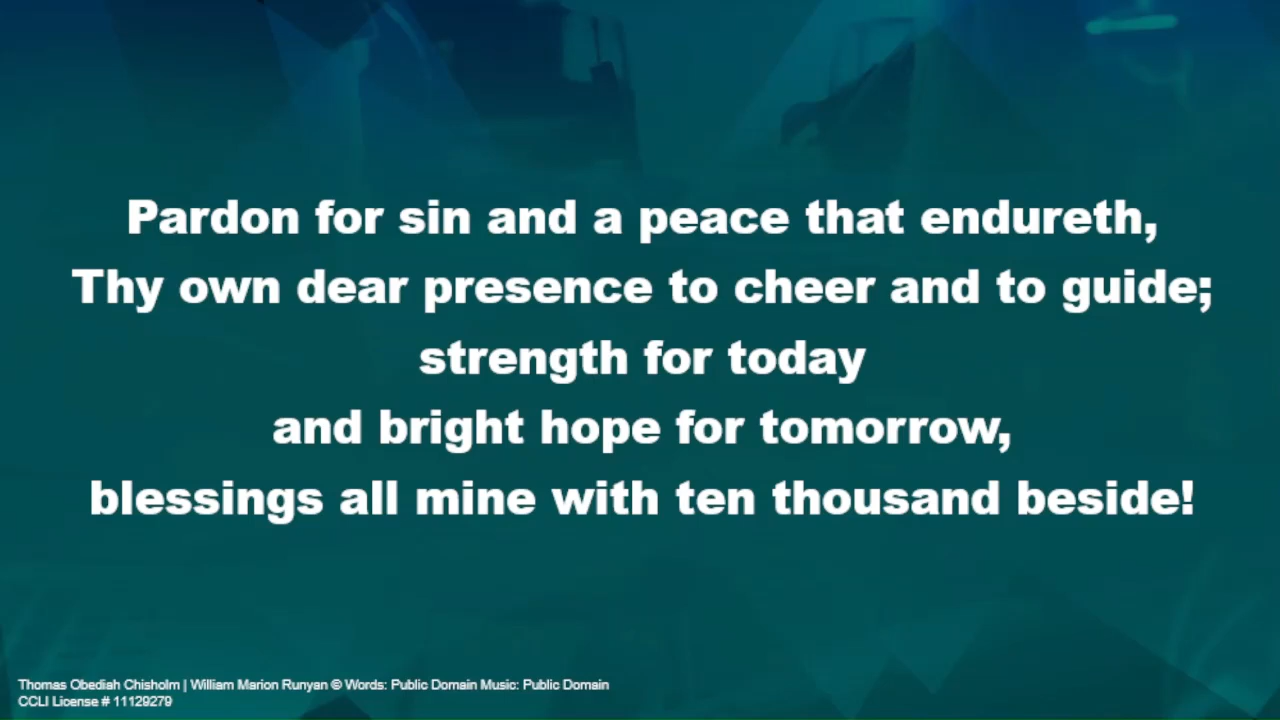 Pardon for sin and a peace that endureth,
Thy own dear presence to cheer and to guide;
strength for today
and bright hope for tomorrow,
blessings all mine with ten thousand beside!
Thomas Obediah Chisholm | William Marion Runyan © Words: Public Domain Music: Public Domain
CCLI License # 11129279